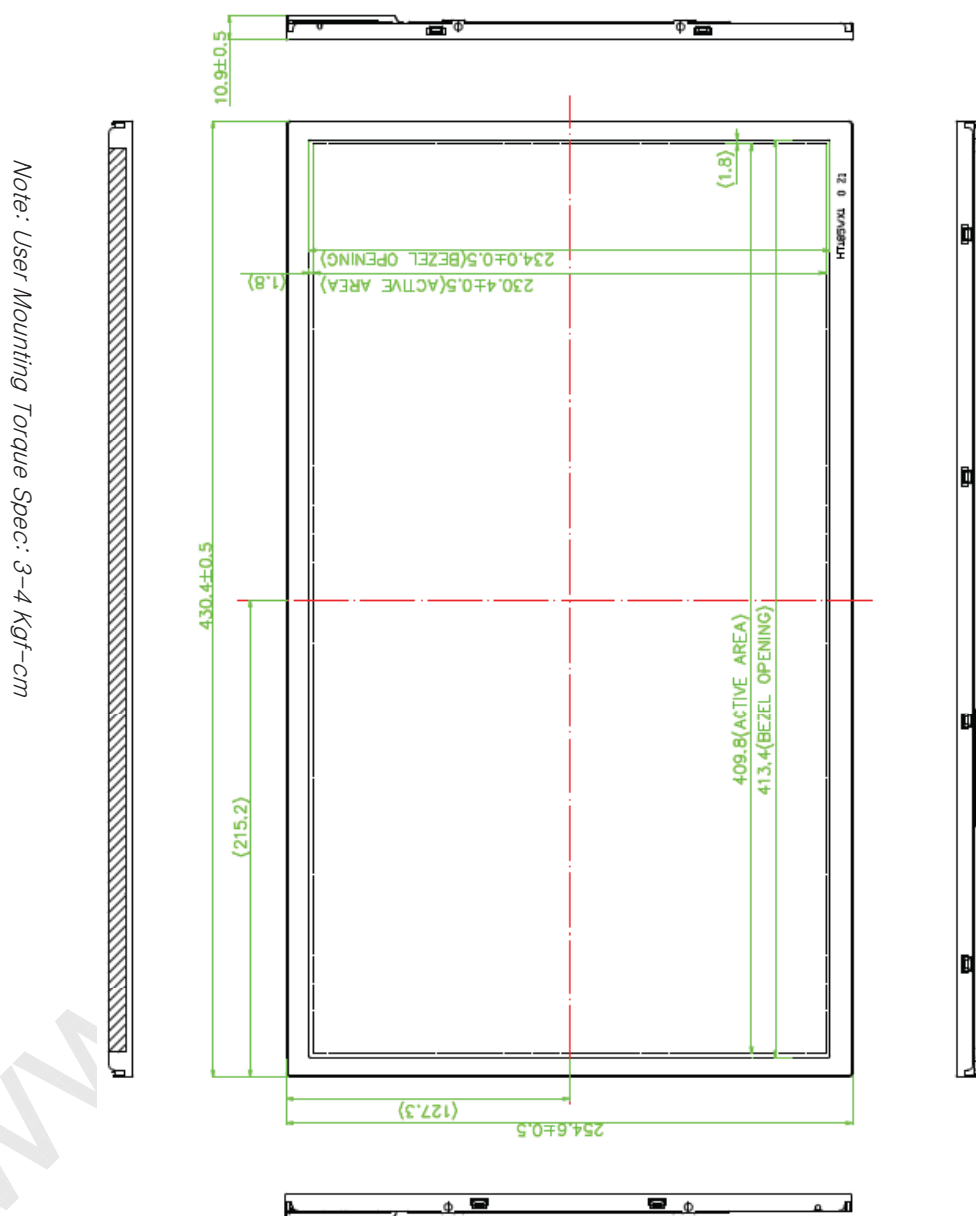 10.9±0.5
(1.8)
234.0±0.5(BEZEL OPENING)
(1.8)
230.4±0.5(ACTIVE AREA)
430.4±0.5
409.8(ACTIVE AREA)
413.4(BEZEL OPENING)
(215.2)
(127.3)
254.6±0.5
Note: User Mounting Torque Spec: 3-4 Kgf-cm